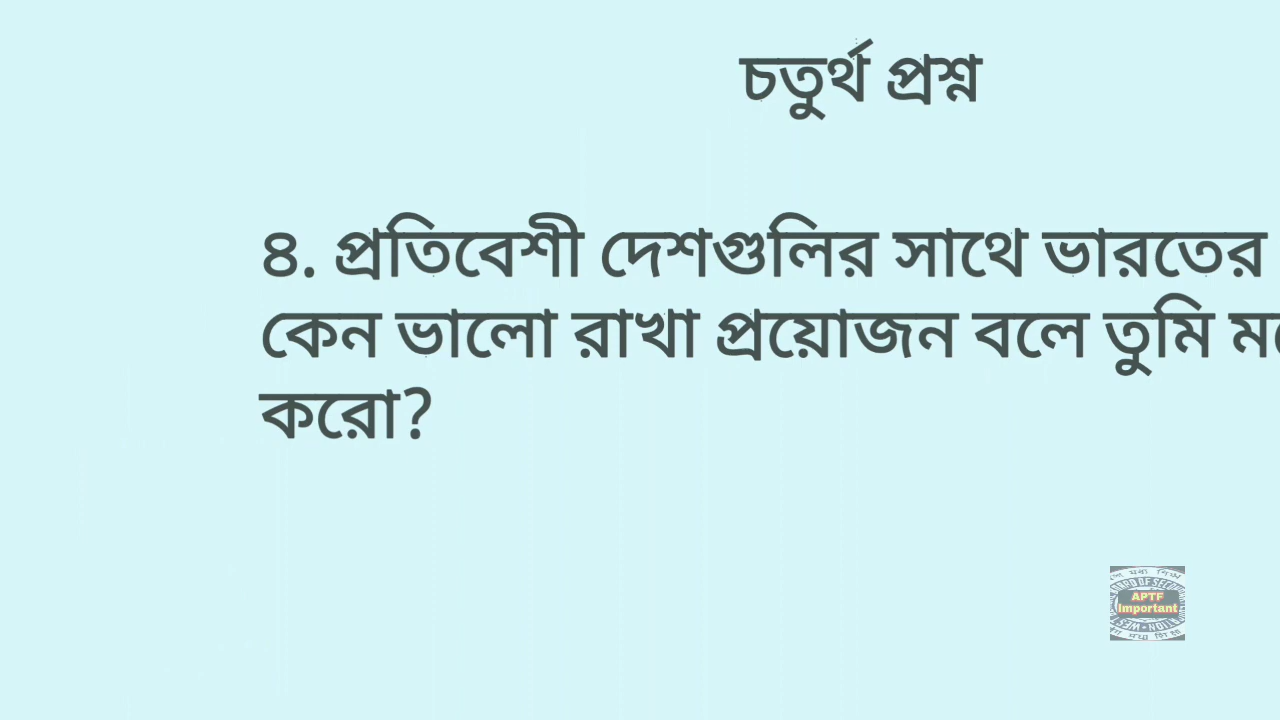 চতুর্থ প্রশ্ন
৪. প্রতিবেশী দেশগুলির সাথে ভারতের
কেন ভালো রাখা প্রয়োজন বলে তুমি
করো?
APTF
Important